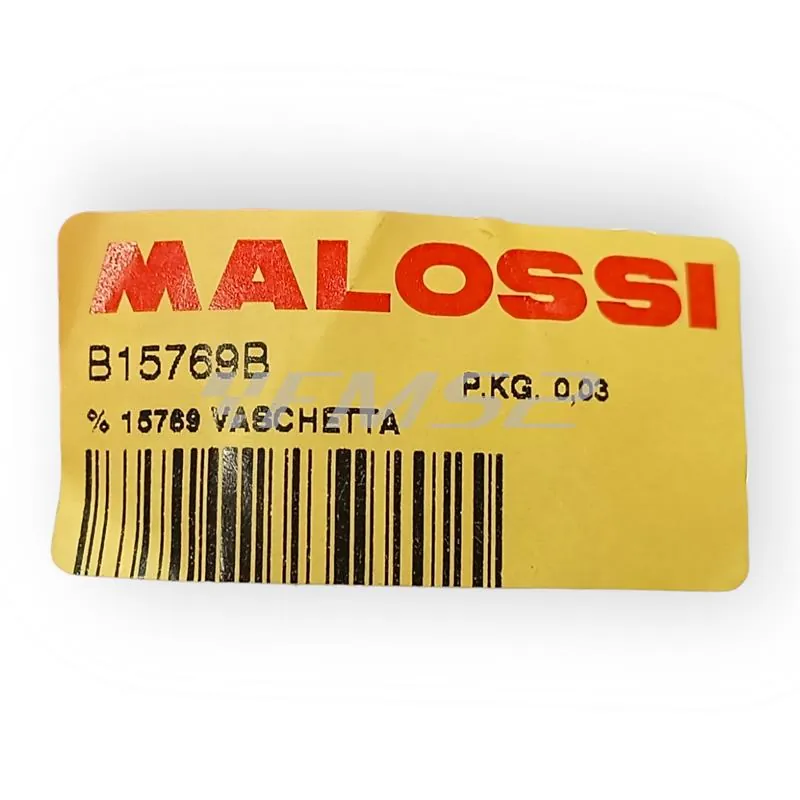 MALOSSI
B15769B
P.KG. 0,03
% 15769 VASCHETTA